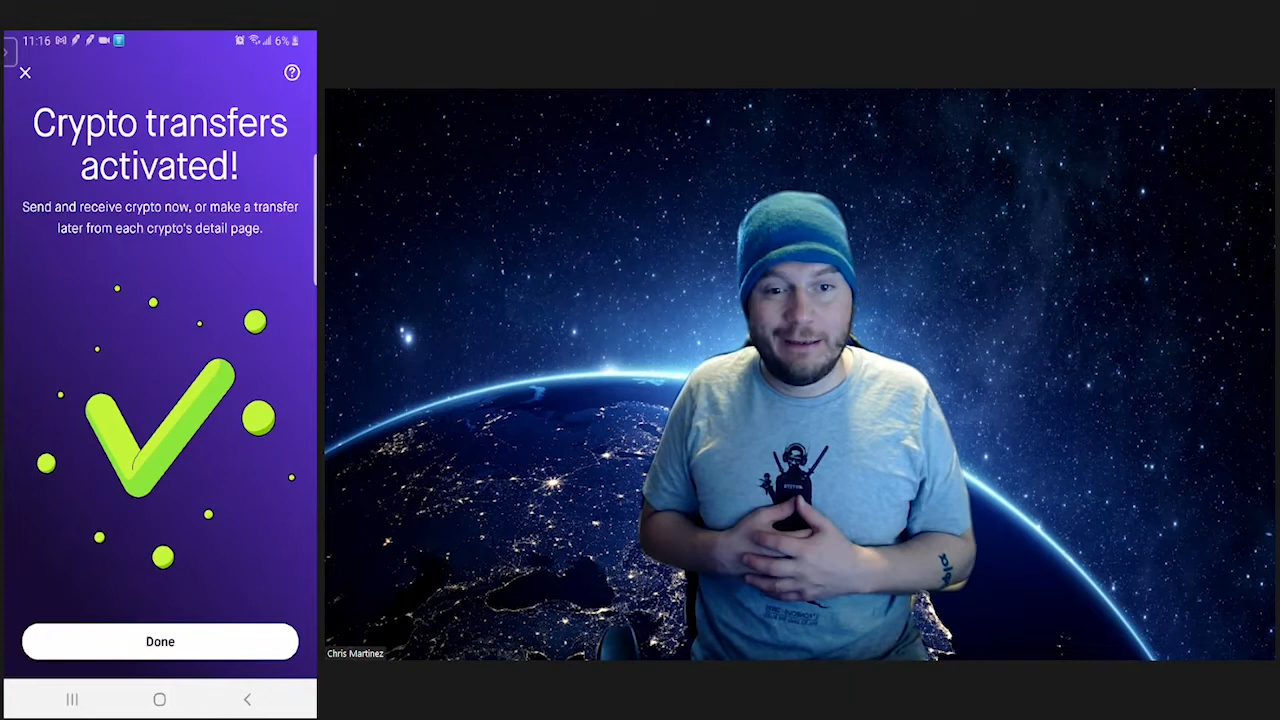 11:16
6%
Crypto transfers
activated!
Send and receive crypto now, or make a transfer
later from each crypto's detail page.
Done
Chris Martinez